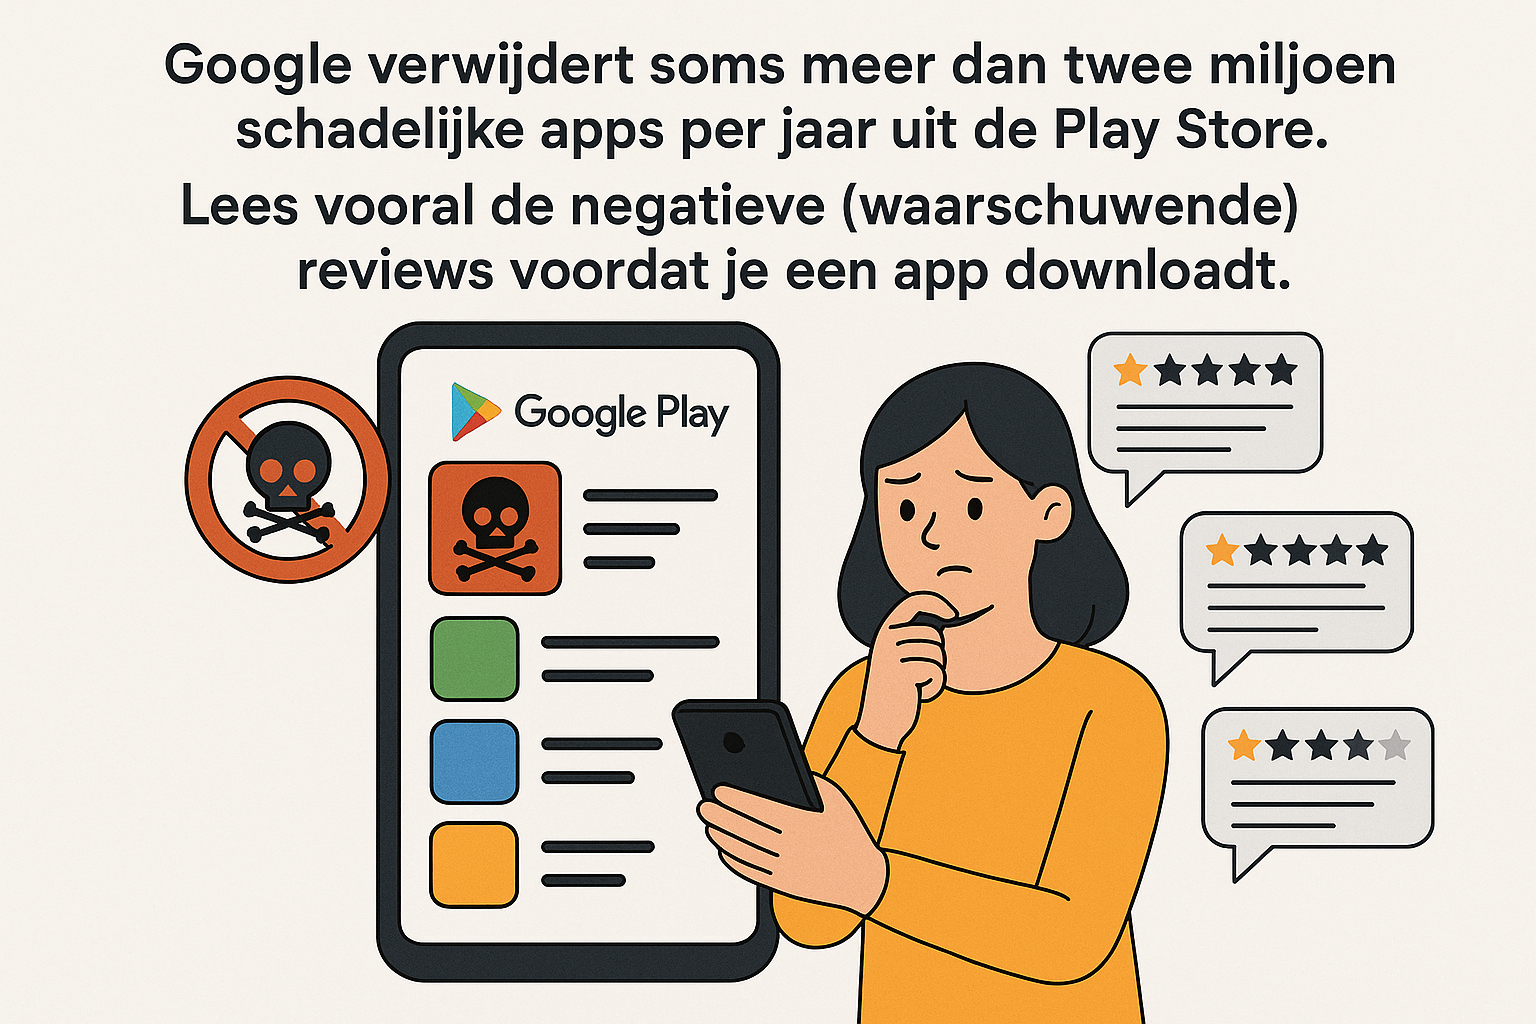 Google verwijdert soms meer dan twee miljoen
schadelijke apps per jaar uit de Play Store.
Lees vooral de negatieve (waarschuwende)
reviews voordat je een app downloadt.
Google Play